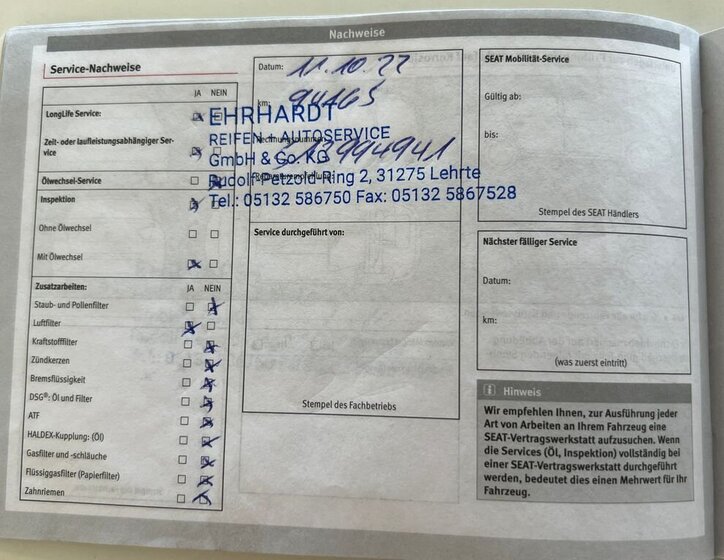 Nachweise
Service-Nachweise
JA NEIN
LongLife Service:
Zeit- oder laufleistungsabhängiger Ser-
vice
Ölwechsel-Service
Inspektion
Ohne Ölwechsel
Mit Ölwechsel
Zusatzarbeiten: JA NEIN
Staub- und Pollenfilter
Luftfilter
Kraftstofffilter
Zündkerzen
Bremsflüssigkeit
DSG®: Öl und Filter
ATF
HALDEX-Kupplung: (Öl)
Gasfilter und -schläuche
Flüssiggasfilter (Papierfilter)
Zahnriemen
Datum: 11.10.22
km: 94465
EHRHARDT
REIFEN + AUTOSERVICE
GmbH & Co. KG
Rudolf-Petzold-Ring 2, 31275 Lehrte
Tel.: 05132 586750 Fax: 05132 5867528
Service durchgeführt von:
Stempel des Fachbetriebs
SEAT Mobilität-Service
Gültig ab:
bis:
Stempel des SEAT Händlers
Nächster fälliger Service
Datum:
km:
(was zuerst eintritt)
i Hinweis
Wir empfehlen Ihnen, zur Ausführung jeder
Art von Arbeiten an Ihrem Fahrzeug eine
SEAT-Vertragswerkstatt aufzusuchen. Wenn
die Services (Öl, Inspektion) vollständig bei
einer SEAT-Vertragswerkstatt durchgeführt
werden, bedeutet dies einen Mehrwert für Ihr
Fahrzeug.